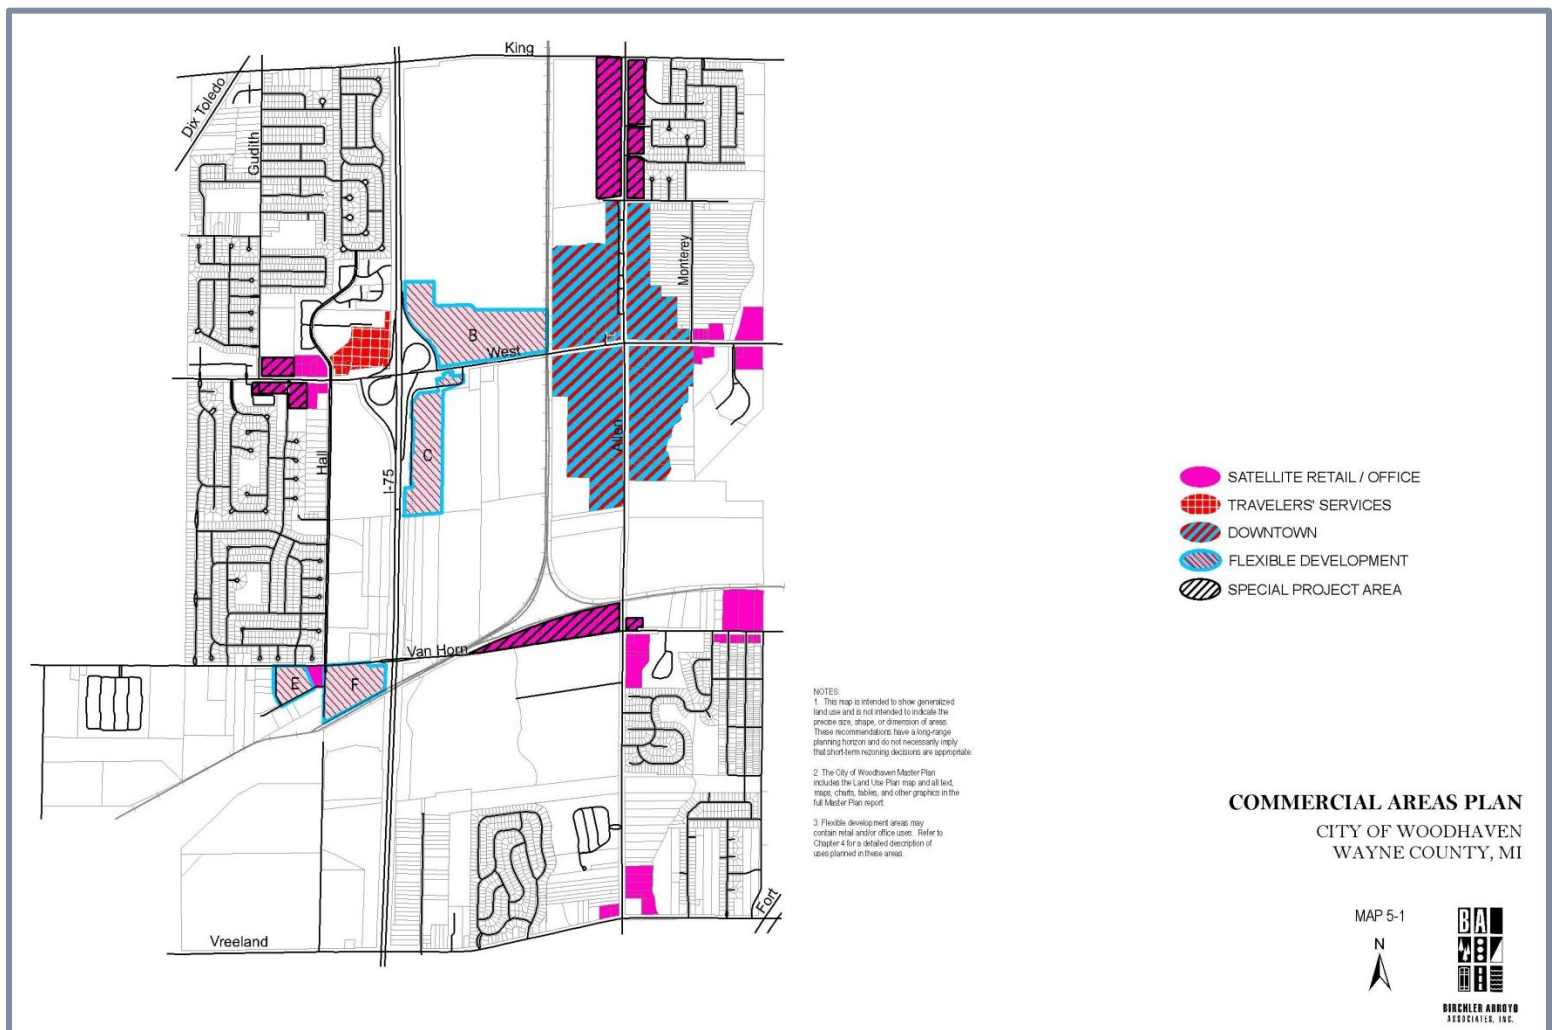 King
Dix Toledo
Gudith
Monterey
B
West
Allen
Hall
C
I-75
SATELLITE RETAIL / OFFICE
TRAVELERS' SERVICES
DOWNTOWN
FLEXIBLE DEVELOPMENT
SPECIAL PROJECT AREA
Van Horn
E
F
NOTES:
1. This map is intended to show generalized
land use and is not intended to indicate the
precise size, shape, or dimension of areas.
These recommendations have a long-range
planning horizon and do not necessarily imply
that short-term rezoning decisions are appropriate.
2. The City of Woodhaven Master Plan
includes the Land Use Plan map and all text,
maps, charts, tables, and other graphics in the
full Master Plan report.
3. Flexible development areas may
contain retail and/or office uses. Refer to
Chapter 4 for a detailed description of
uses planned in these areas.
COMMERCIAL AREAS PLAN
CITY OF WOODHAVEN
WAYNE COUNTY, MI
Fort
Vreeland
MAP 5-1
N
BA
BIRCHLER ARROYO
ASSOCIATES, INC.